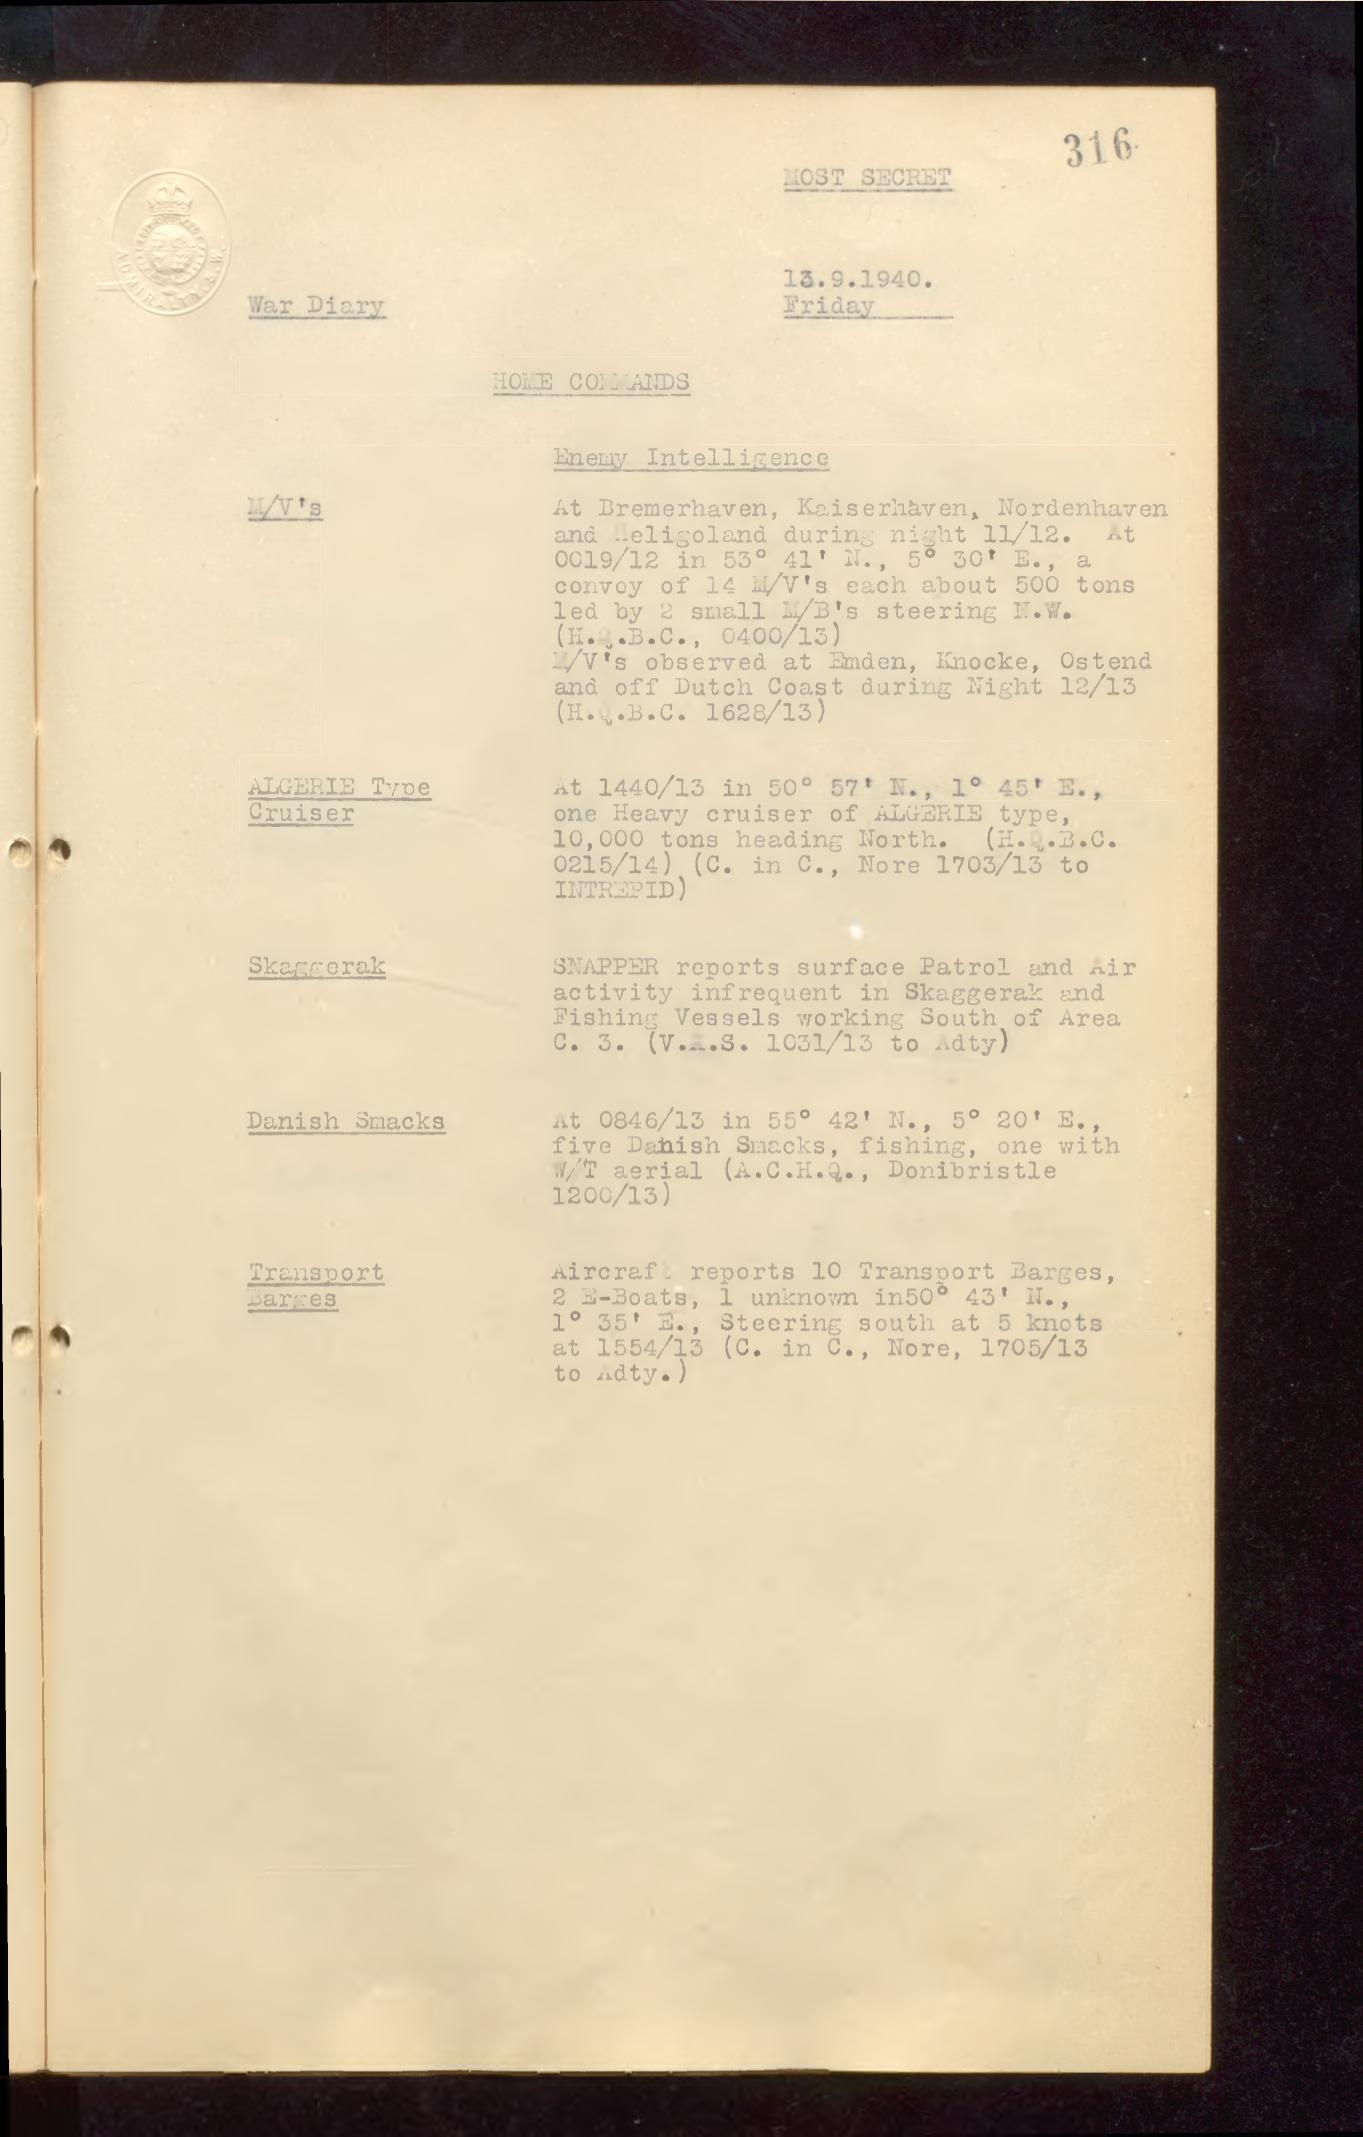 316
MOST SECRET
ADMIRALTY. S.W.
13.9.1940.
War Diary
Friday
HOME COMMANDS
Enemy Intelligence
M/V's
At Bremerhaven, Kaiserhaven, Nordenhaven
and Heligoland during night 11/12. At
0019/12 in 53° 41' N., 5° 30' E., a
convoy of 14 M/V's each about 500 tons
led by 2 small M/B's steering N.W.
(H.Q.B.C., 0400/13)
M/V's observed at Emden, Knocke, Ostend
and off Dutch Coast during Night 12/13
(H.Q.B.C. 1628/13)
ALGERIE Type
Cruiser
At 1440/13 in 50° 57' N., 1° 45' E.,
one Heavy cruiser of ALGERIE type,
10,000 tons heading North. (H.Q.B.C.
0215/14) (C. in C., Nore 1703/13 to
INTREPID)
Skaggerak
SNAPPER reports surface Patrol and Air
activity infrequent in Skaggerak and
Fishing Vessels working South of Area
C. 3. (V.A.S. 1031/13 to Adty)
Danish Smacks
At 0846/13 in 55° 42' N., 5° 20' E.,
five Danish Smacks, fishing, one with
W/T aerial (A.C.H.Q., Donibristle
1200/13)
Transport
Barges
Aircraft reports 10 Transport Barges,
2 E-Boats, 1 unknown in50° 43' N.,
1° 35' E., Steering south at 5 knots
at 1554/13 (C. in C., Nore, 1705/13
to Adty.)